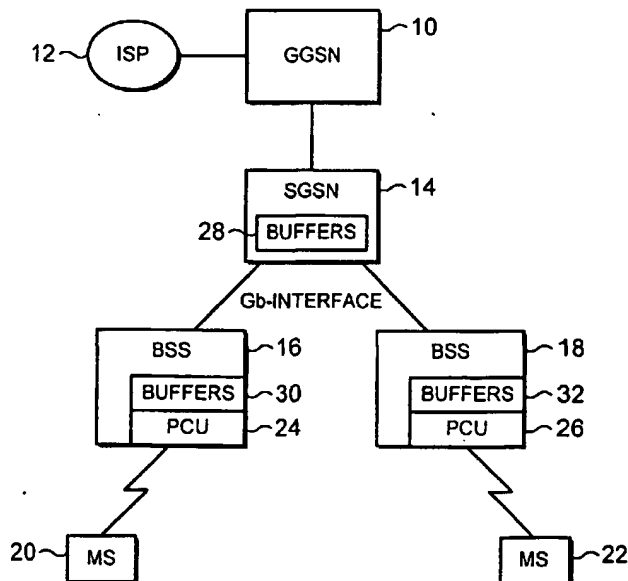 10
12 ISP GGSN
SGSN 14
28 BUFFERS
Gb-INTERFACE
BSS 16 BSS 18
BUFFERS 30 BUFFERS 32
PCU 24 PCU 26
20 MS MS 22